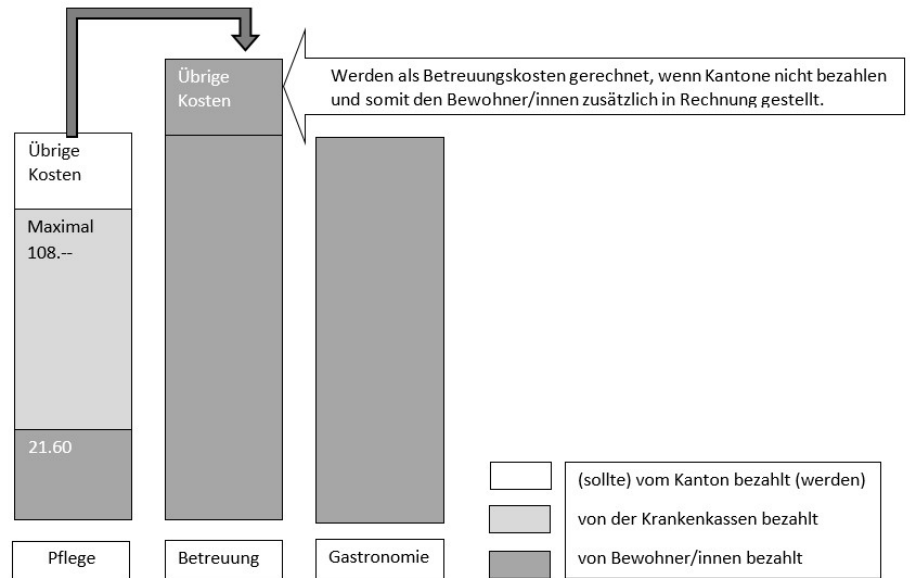 Übrige
Kosten
Werden als Betreuungskosten gerechnet, wenn Kantone nicht bezahlen
und somit den Bewohner/innen zusätzlich in Rechnung gestellt.
Übrige
Kosten
Maximal
108.--
21.60
Pflege
Betreuung
Gastronomie
(sollte) vom Kanton bezahlt (werden)
von der Krankenkassen bezahlt
von Bewohner/innen bezahlt